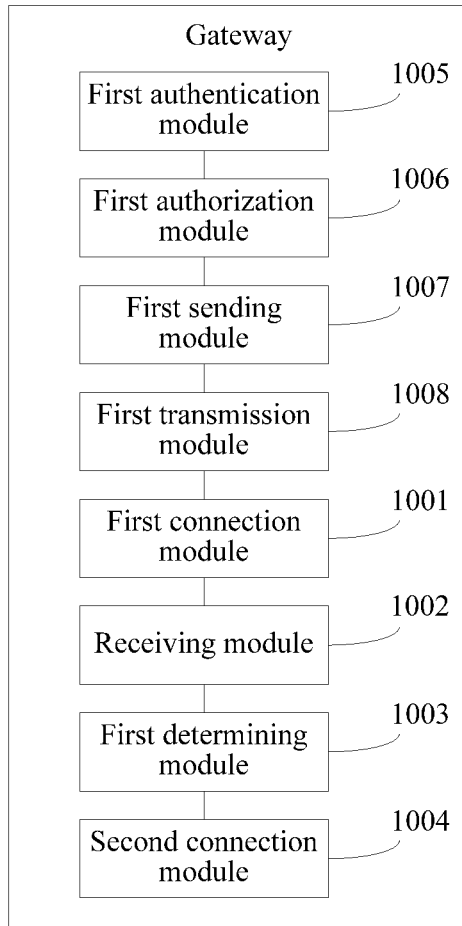 Gateway
1005
First authentication
module
1006
First authorization
module
1007
First sending
module
1008
First transmission
module
1001
First connection
module
1002
Receiving module
1003
First determining
module
1004
Second connection
module